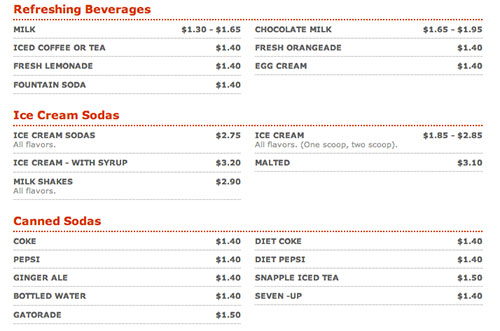 Refreshing Beverages
MILK $1.30 - $1.65
CHOCOLATE MILK $1.65 - $1.95
ICED COFFEE OR TEA $1.40
FRESH ORANGEADE $1.40
FRESH LEMONADE $1.40
EGG CREAM $1.40
FOUNTAIN SODA $1.40
Ice Cream Sodas
ICE CREAM SODAS $2.75
All flavors.
ICE CREAM $1.85 - $2.85
All flavors. (One scoop, two scoop).
ICE CREAM - WITH SYRUP $3.20
MALTED $3.10
MILK SHAKES $2.90
All flavors.
Canned Sodas
COKE $1.40
DIET COKE $1.40
PEPSI $1.40
DIET PEPSI $1.40
GINGER ALE $1.40
SNAPPLE ICED TEA $1.50
BOTTLED WATER $1.40
SEVEN -UP $1.40
GATORADE $1.50